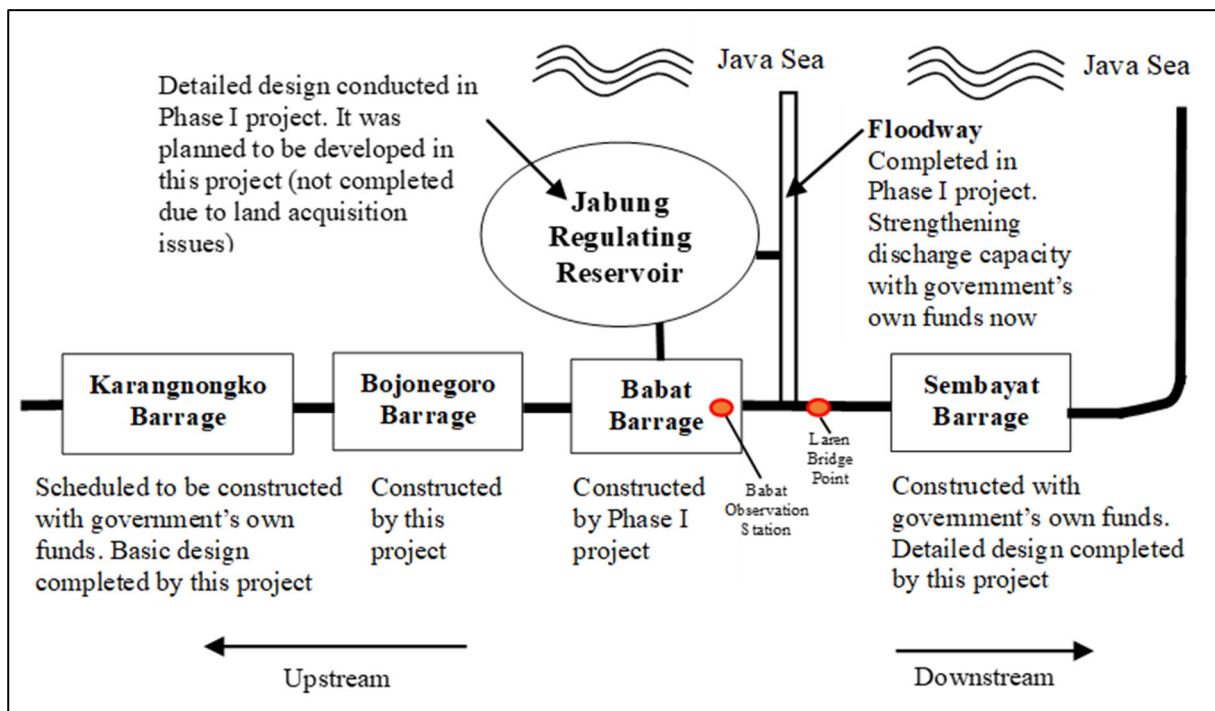 Java Sea
Java Sea
Detailed design conducted in
Phase I project. It was
planned to be developed in
this project (not completed
due to land acquisition
issues)
Floodway
Completed in
Phase I project.
Strengthening
discharge capacity
with government's
own funds now
Jabung
Regulating
Reservoir
Karangnongko
Barrage
Bojonegoro
Barrage
Babat
Barrage
Sembayat
Barrage
Laren
Bridge
Point
Babat
Observation
Station
Scheduled to be constructed
with government's own
funds. Basic design
completed by this project
Constructed
by this
project
Constructed
by Phase I
project
Constructed with
government's own funds.
Detailed design completed
by this project
Upstream
Downstream